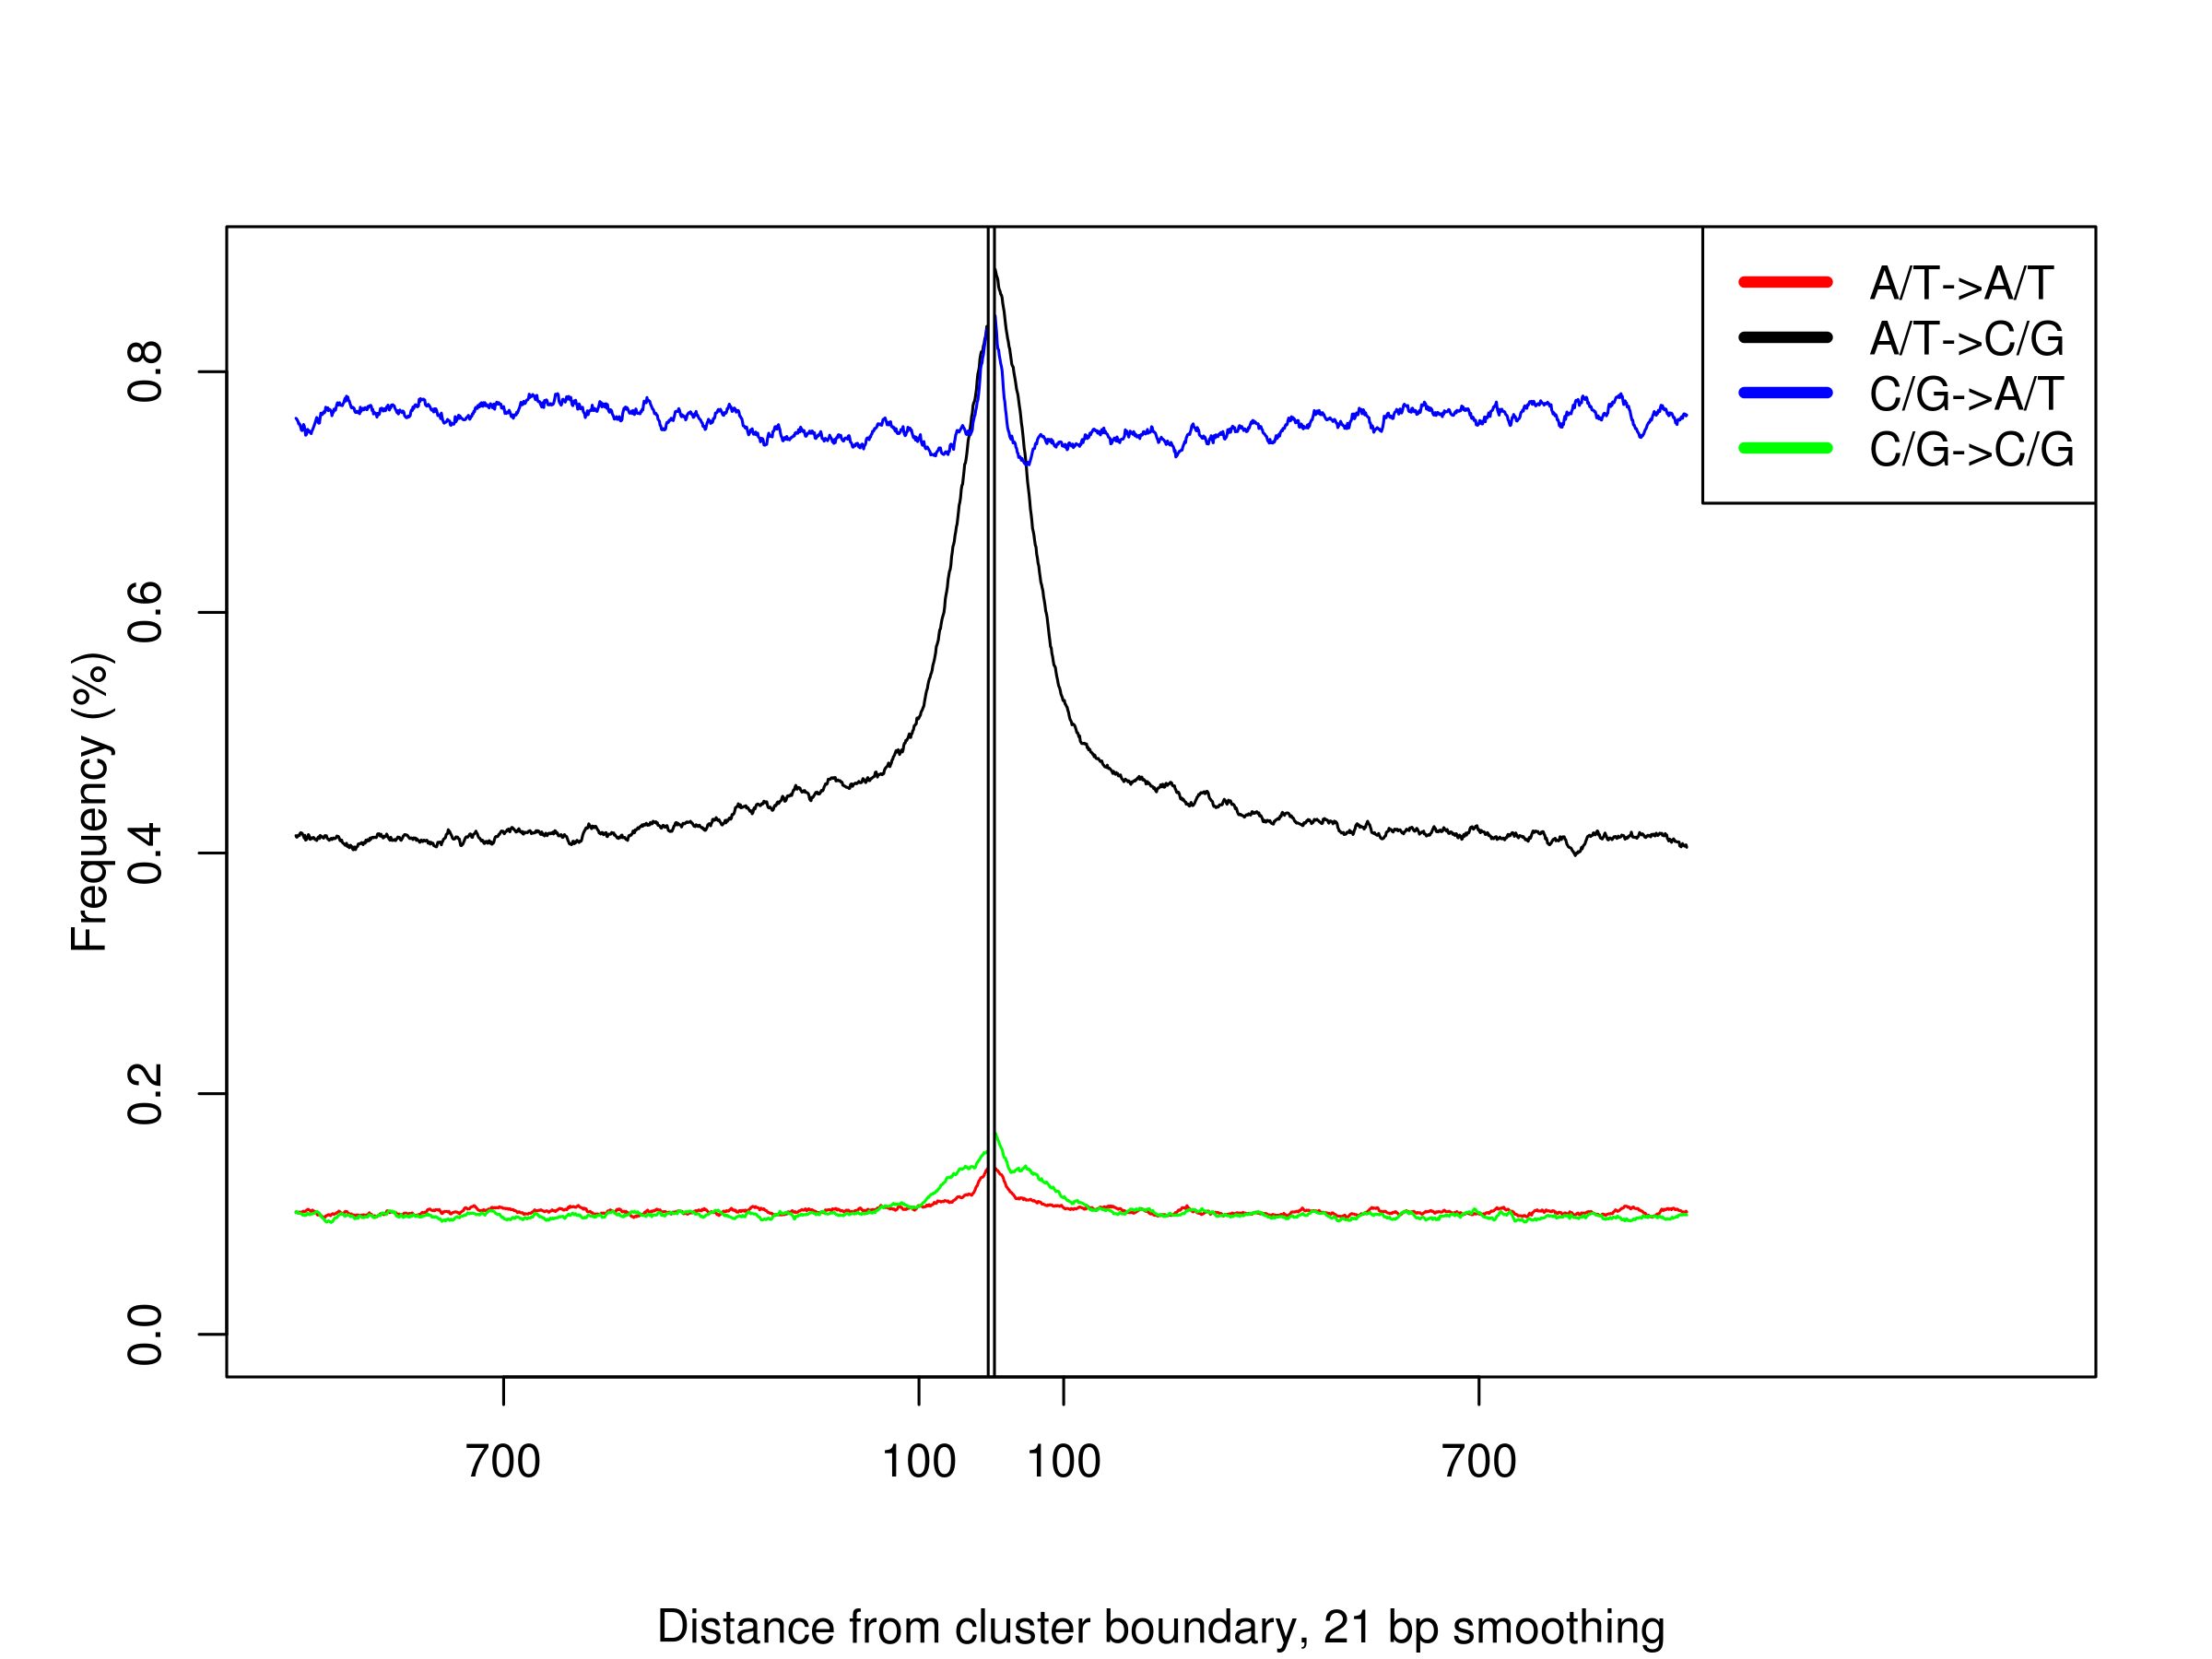 A/T->A/T
A/T->C/G
C/G->A/T
C/G->C/G
Frequency (%)
0.8
0.6
0.4
0.2
0.0
700 100 100 700
Distance from cluster boundary, 21 bp smoothing